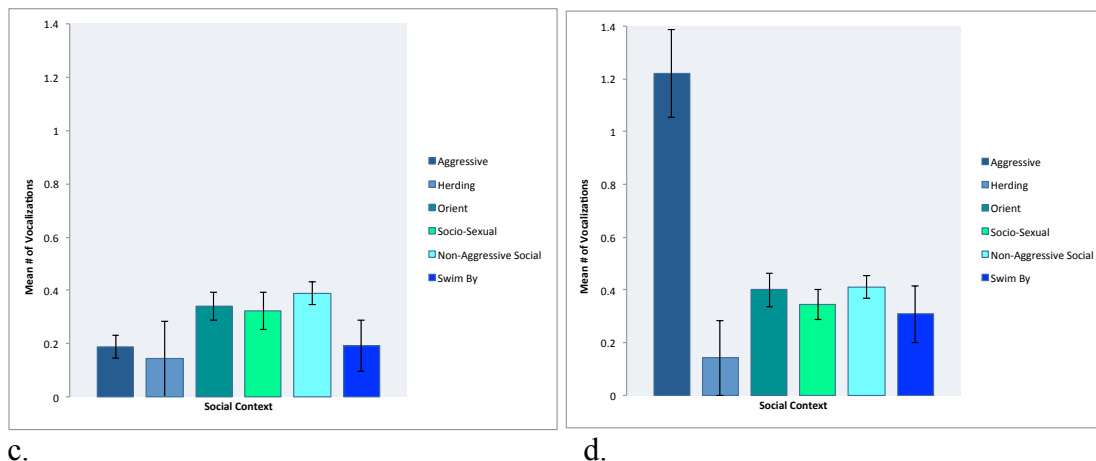 1.4
1.2
1
0.8
0.6
0.4
0.2
0
Mean # of Vocalizations
Social Context
Aggressive
Herding
Orient
Socio-Sexual
Non-Aggressive Social
Swim By
c.
1.4
1.2
1
0.8
0.6
0.4
0.2
0
Mean # of Vocalizations
Social Context
Aggressive
Herding
Orient
Socio-Sexual
Non-Aggressive Social
Swim By
d.